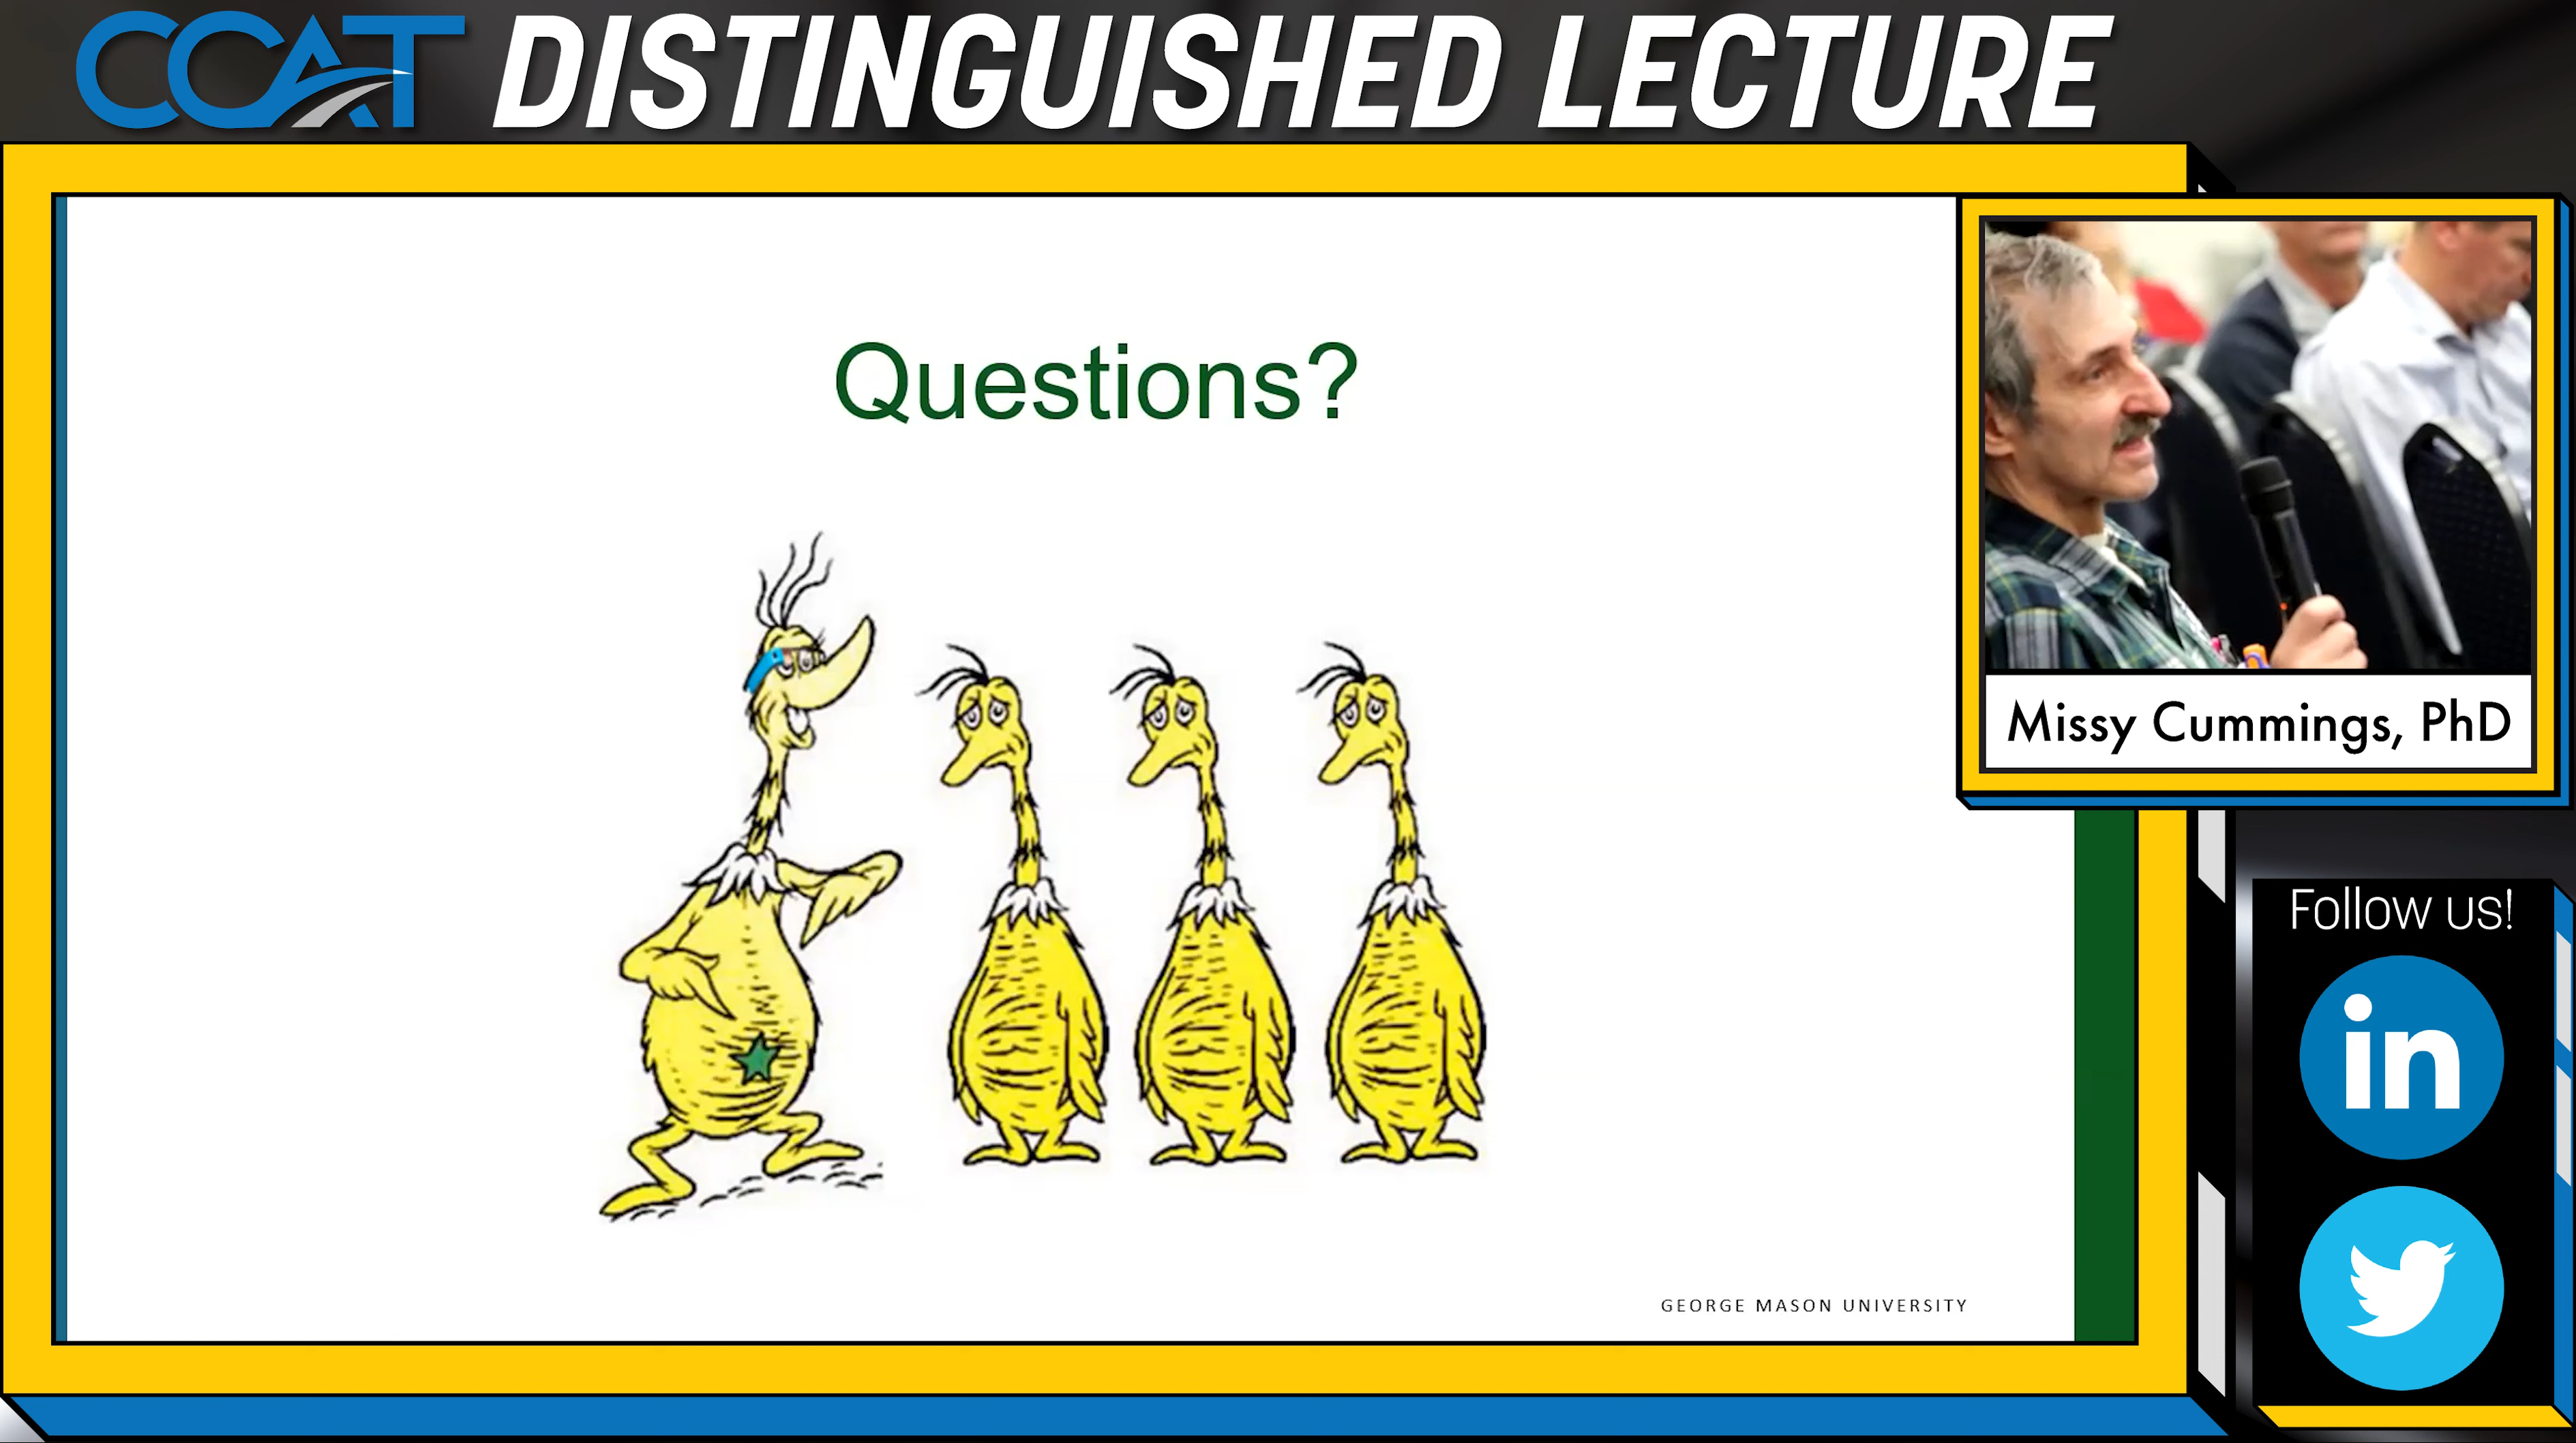 CCAT DISTINGUISHED LECTURE
Questions?
Missy Cummings, PhD
Follow us!
in
GEORGE MASON UNIVERSITY